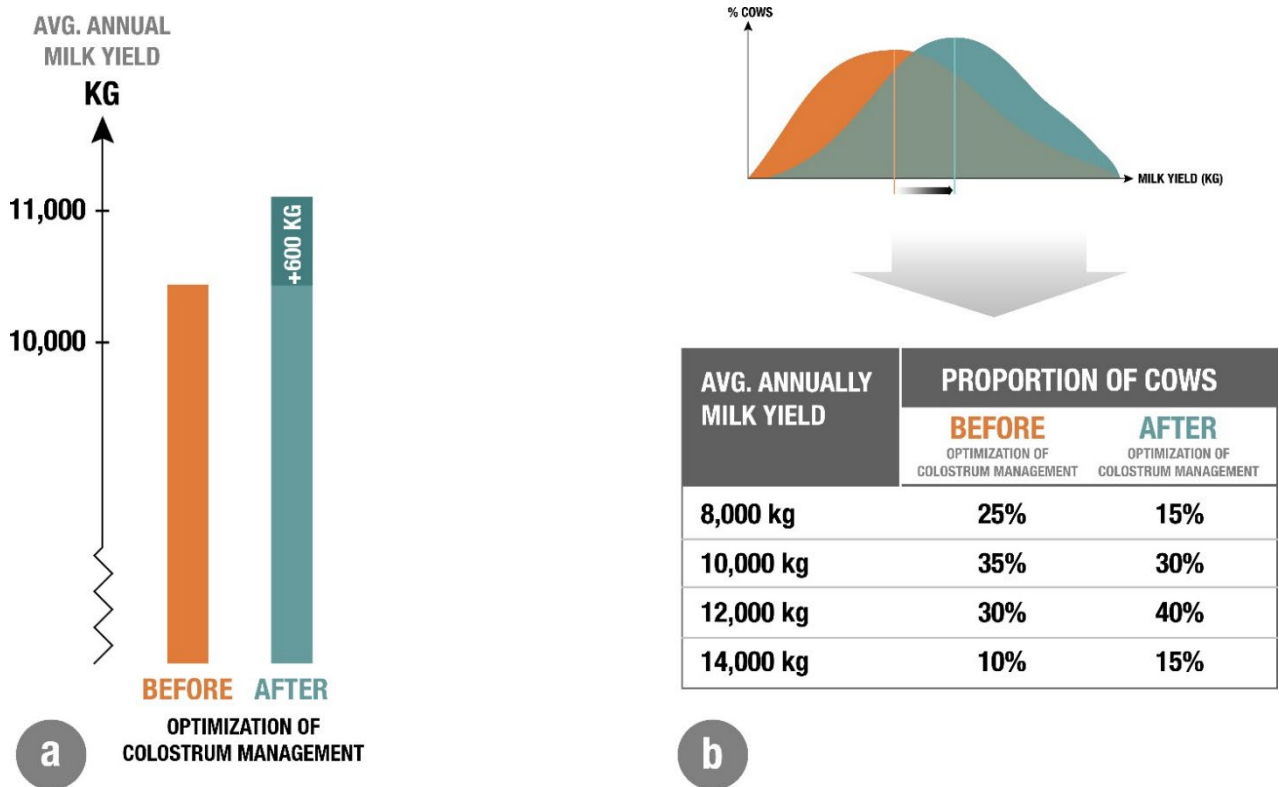 AVG. ANNUAL
MILK YIELD
KG
11,000
10,000
+600 KG
BEFORE AFTER
OPTIMIZATION OF
COLOSTRUM MANAGEMENT
a
% COWS
MILK YIELD (KG)
AVG. ANNUALLY
MILK YIELD
PROPORTION OF COWS
BEFORE
OPTIMIZATION OF
COLOSTRUM MANAGEMENT
AFTER
OPTIMIZATION OF
COLOSTRUM MANAGEMENT
8,000 kg 25% 15%
10,000 kg 35% 30%
12,000 kg 30% 40%
14,000 kg 10% 15%
b